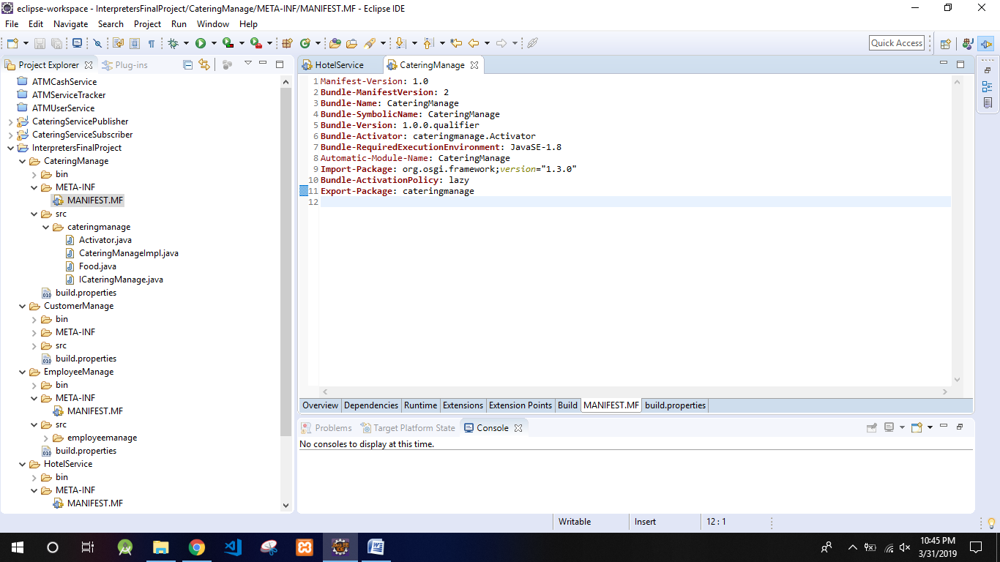 eclipse-workspace - InterpretersFinalProject/CateringManage/META-INF/MANIFEST.MF - Eclipse IDE
File Edit Navigate Search Project Run Window Help
Quick Access
Project Explorer Plug-ins
ATMCashService
ATMServiceTracker
ATMUserService
CateringServicePublisher
CateringServiceSubscriber
InterpretersFinalProject
CateringManage
bin
META-INF
MANIFEST.MF
src
cateringmanage
Activator.java
CateringManageImpl.java
Food.java
ICateringManage.java
build.properties
CustomerManage
bin
META-INF
src
build.properties
EmployeeManage
bin
META-INF
MANIFEST.MF
src
employeemanage
build.properties
HotelService
bin
META-INF
MANIFEST.MF
HotelService CateringManage
1 Manifest-Version: 1.0
2 Bundle-ManifestVersion: 2
3 Bundle-Name: CateringManage
4 Bundle-SymbolicName: CateringManage
5 Bundle-Version: 1.0.0.qualifier
6 Bundle-Activator: cateringmanage.Activator
7 Bundle-RequiredExecutionEnvironment: JavaSE-1.8
8 Automatic-Module-Name: CateringManage
9 Import-Package: org.osgi.framework;version="1.3.0"
10 Bundle-ActivationPolicy: lazy
11 Export-Package: cateringmanage
12
Overview Dependencies Runtime Extensions Extension Points Build MANIFEST.MF build.properties
Problems Target Platform State Console
No consoles to display at this time.
Writable Insert 12 : 1
10:45 PM
3/31/2019